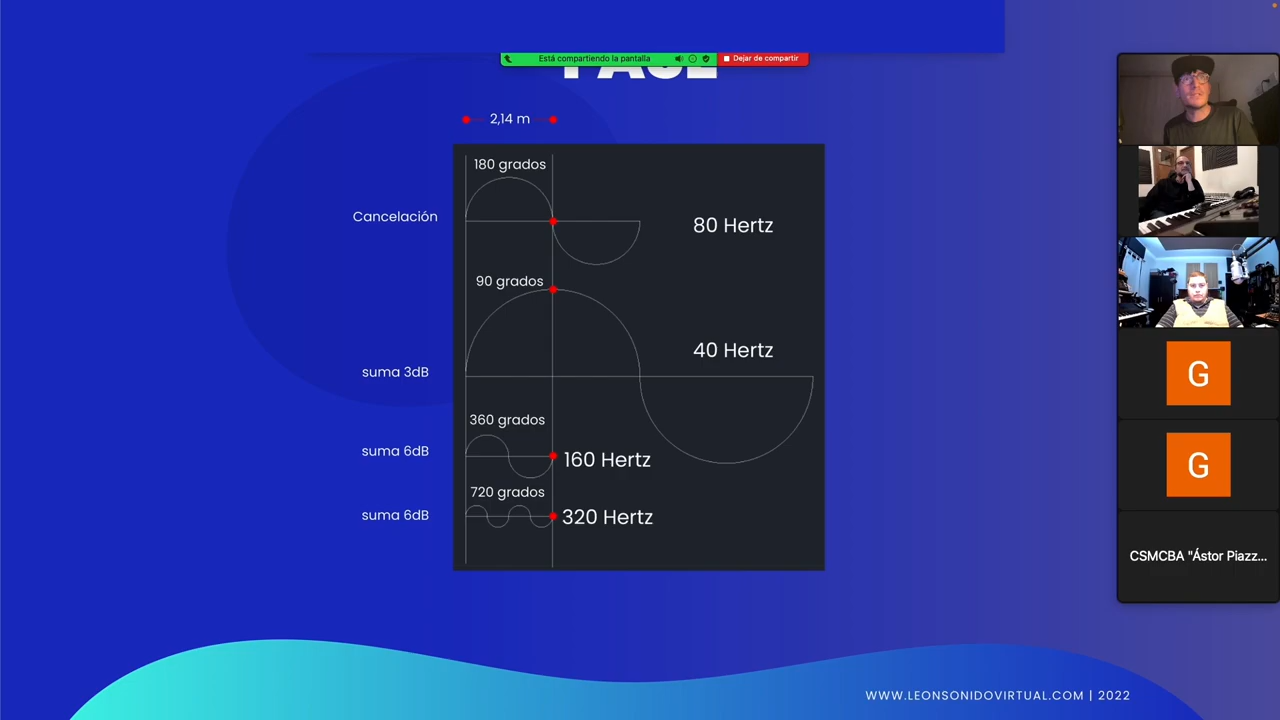 Está compartiendo la pantalla
Dejar de compartir
FASE
2,14 m
180 grados
Cancelación
80 Hertz
90 grados
40 Hertz
suma 3dB
360 grados
suma 6dB
160 Hertz
720 grados
suma 6dB
320 Hertz
G
G
CSMCBA "Ástor Piazz...
WWW.LEONSONIDOVIRTUAL.COM | 2022